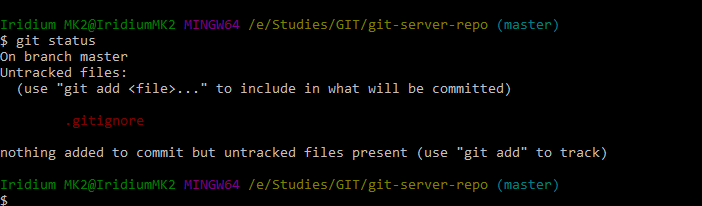 Iridium MK2@IridiumMK2 MINGW64 /e/Studies/GIT/git-server-repo (master)
$ git status
On branch master
Untracked files:
  (use "git add <file>..." to include in what will be committed)
        .gitignore
nothing added to commit but untracked files present (use "git add" to track)
Iridium MK2@IridiumMK2 MINGW64 /e/Studies/GIT/git-server-repo (master)
$